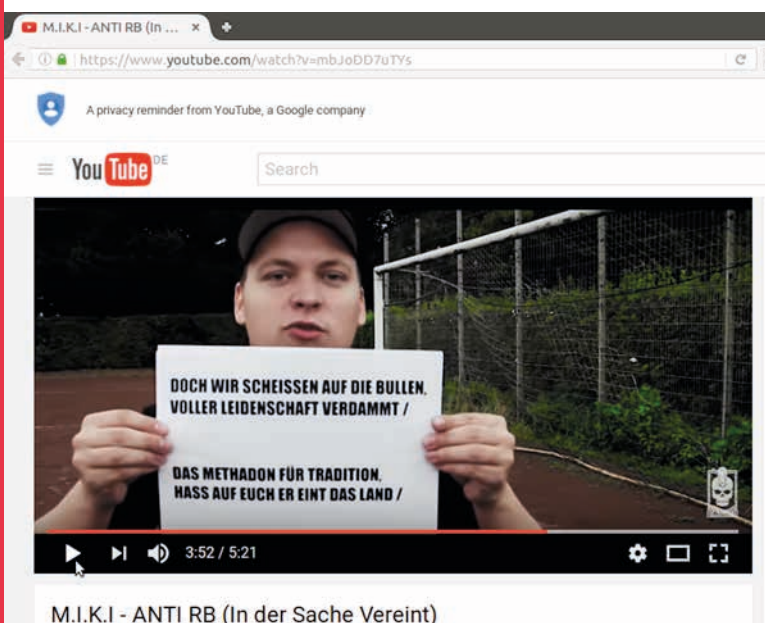 M.I.K.I - ANTI RB (In ...
https://www.youtube.com/watch?v=mbJoDD7uTYs
A privacy reminder from YouTube, a Google company
YouTube DE
Search
DOCH WIR SCHEISSEN AUF DIE BULLEN,
VOLLER LEIDENSCHAFT VERDAMMT /
DAS METHADON FÜR TRADITION,
HASS AUF EUCH ER EINT DAS LAND /
3:52 / 5:21
M.I.K.I - ANTI RB (In der Sache Vereint)